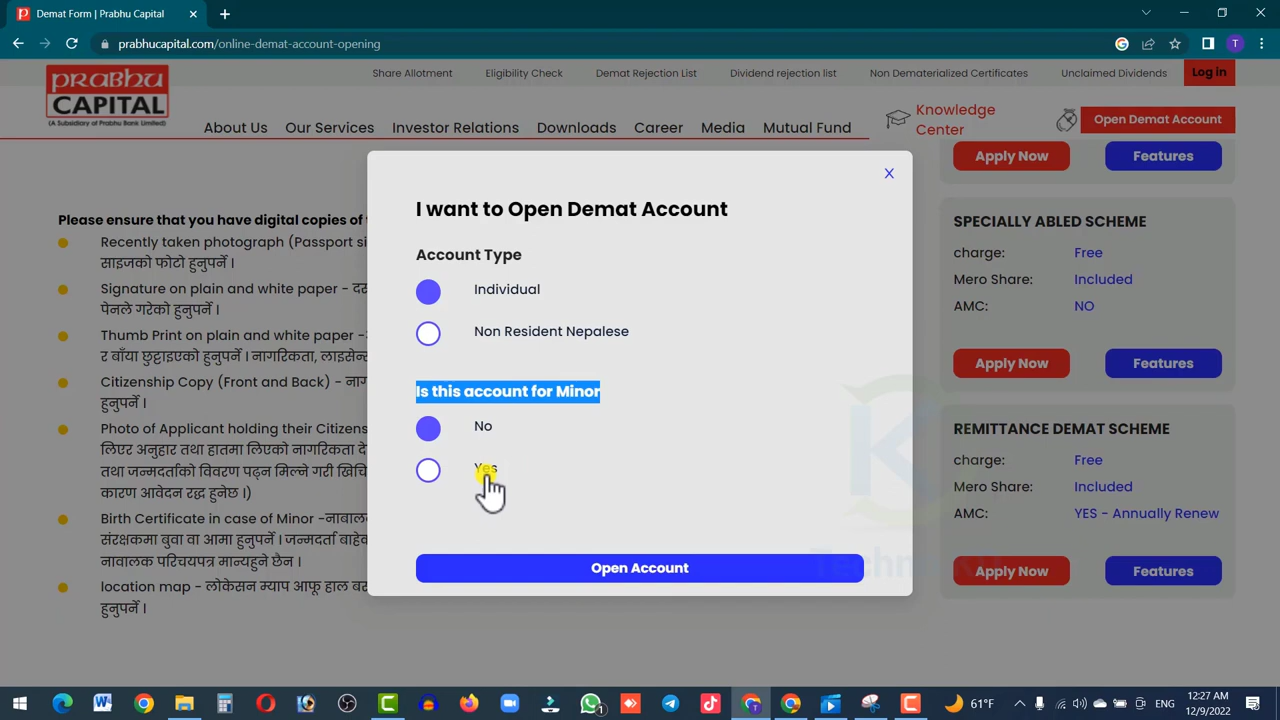 Demat Form | Prabhu Capital
prabhucapital.com/online-demat-account-opening
Share Allotment Eligibility Check Demat Rejection List Dividend rejection list Non Dematerialized Certificates Unclaimed Dividends Log in
prabhu
CAPITAL
(A Subsidiary of Prabhu Bank Limited)
About Us Our Services Investor Relations Downloads Career Media Mutual Fund
Knowledge
Center
Open Demat Account
Apply Now Features
Please ensure that you have digital copies of
Recently taken photograph (Passport si
साइजको फोटो हुनुपर्ने ।
Signature on plain and white paper - दस
पेनले गरेको हुनुपर्ने ।
Thumb Print on plain and white paper -
र बाँया छुट्टाइएको हुनुपर्ने । नागरिकता, लाइसेन
Citizenship Copy (Front and Back) - नाग
हुनुपर्ने ।
Photo of Applicant holding their Citizens
लिएर अनुहार तथा हातमा लिएको नागरिकता दे
तथा जन्मदर्ताको विवरण पढ्न मिल्ने गरी खिचि
कारण आवेदन रद्ध हुनेछ ।)
Birth Certificate in case of Minor -नाबाल
संरक्षकमा बुवा वा आमा हुनुपर्ने । जन्मदर्ता बाहे
नावालक परिचयपत्र मान्यहुने छैन ।
location map - लोकेसन म्याप आफू हाल बस
हुनुपर्ने ।
X
I want to Open Demat Account
Account Type
Individual
Non Resident Nepalese
Is this account for Minor
No
Yes
Open Account
SPECIALLY ABLED SCHEME
charge: Free
Mero Share: Included
AMC: NO
Apply Now Features
REMITTANCE DEMAT SCHEME
charge: Free
Mero Share: Included
AMC: YES - Annually Renew
Apply Now Features
61°F ENG 12:27 AM
12/9/2022